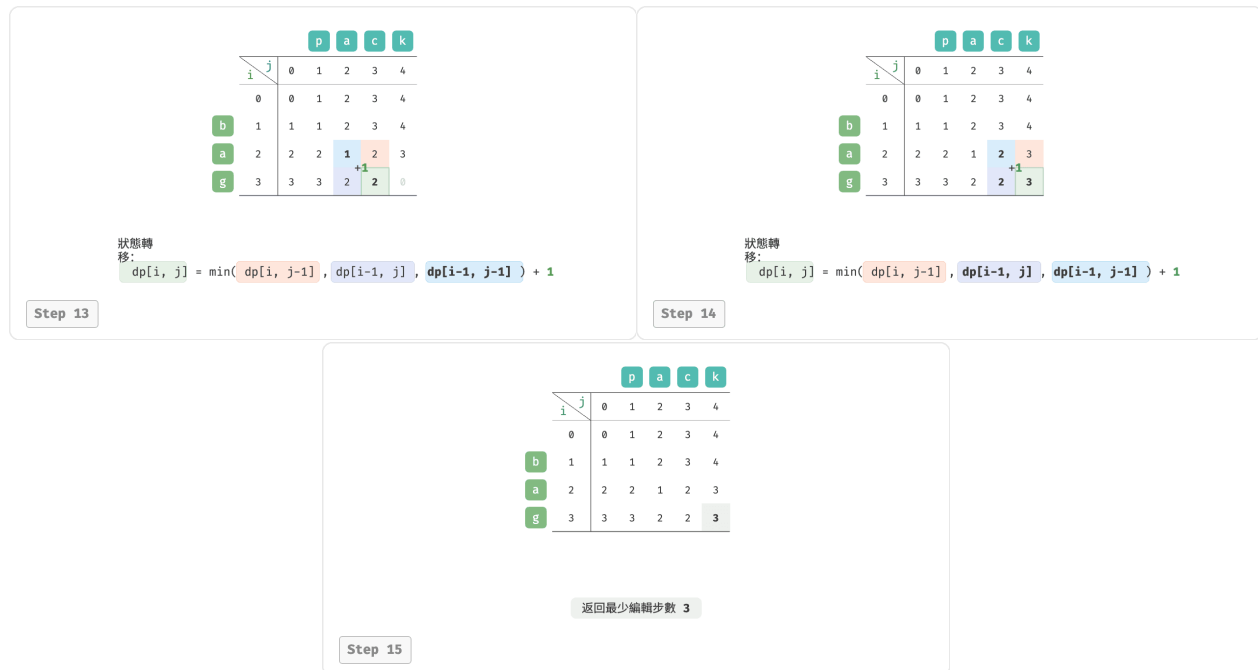 p a c k
i j 0 1 2 3 4
0 0 1 2 3 4
b 1 1 1 2 3 4
a 2 2 2 1 2 3
+1
g 3 3 3 2 2 0
狀態轉
移:
dp[i, j] = min( dp[i, j-1] , dp[i-1, j] , dp[i-1, j-1] ) + 1
Step 13
p a c k
i j 0 1 2 3 4
0 0 1 2 3 4
b 1 1 1 2 3 4
a 2 2 2 1 2 3
+1
g 3 3 3 2 2 3
狀態轉
移:
dp[i, j] = min( dp[i, j-1] , dp[i-1, j] , dp[i-1, j-1] ) + 1
Step 14
p a c k
i j 0 1 2 3 4
0 0 1 2 3 4
b 1 1 1 2 3 4
a 2 2 2 1 2 3
g 3 3 3 2 2 3
返回最少編輯步數 3
Step 15